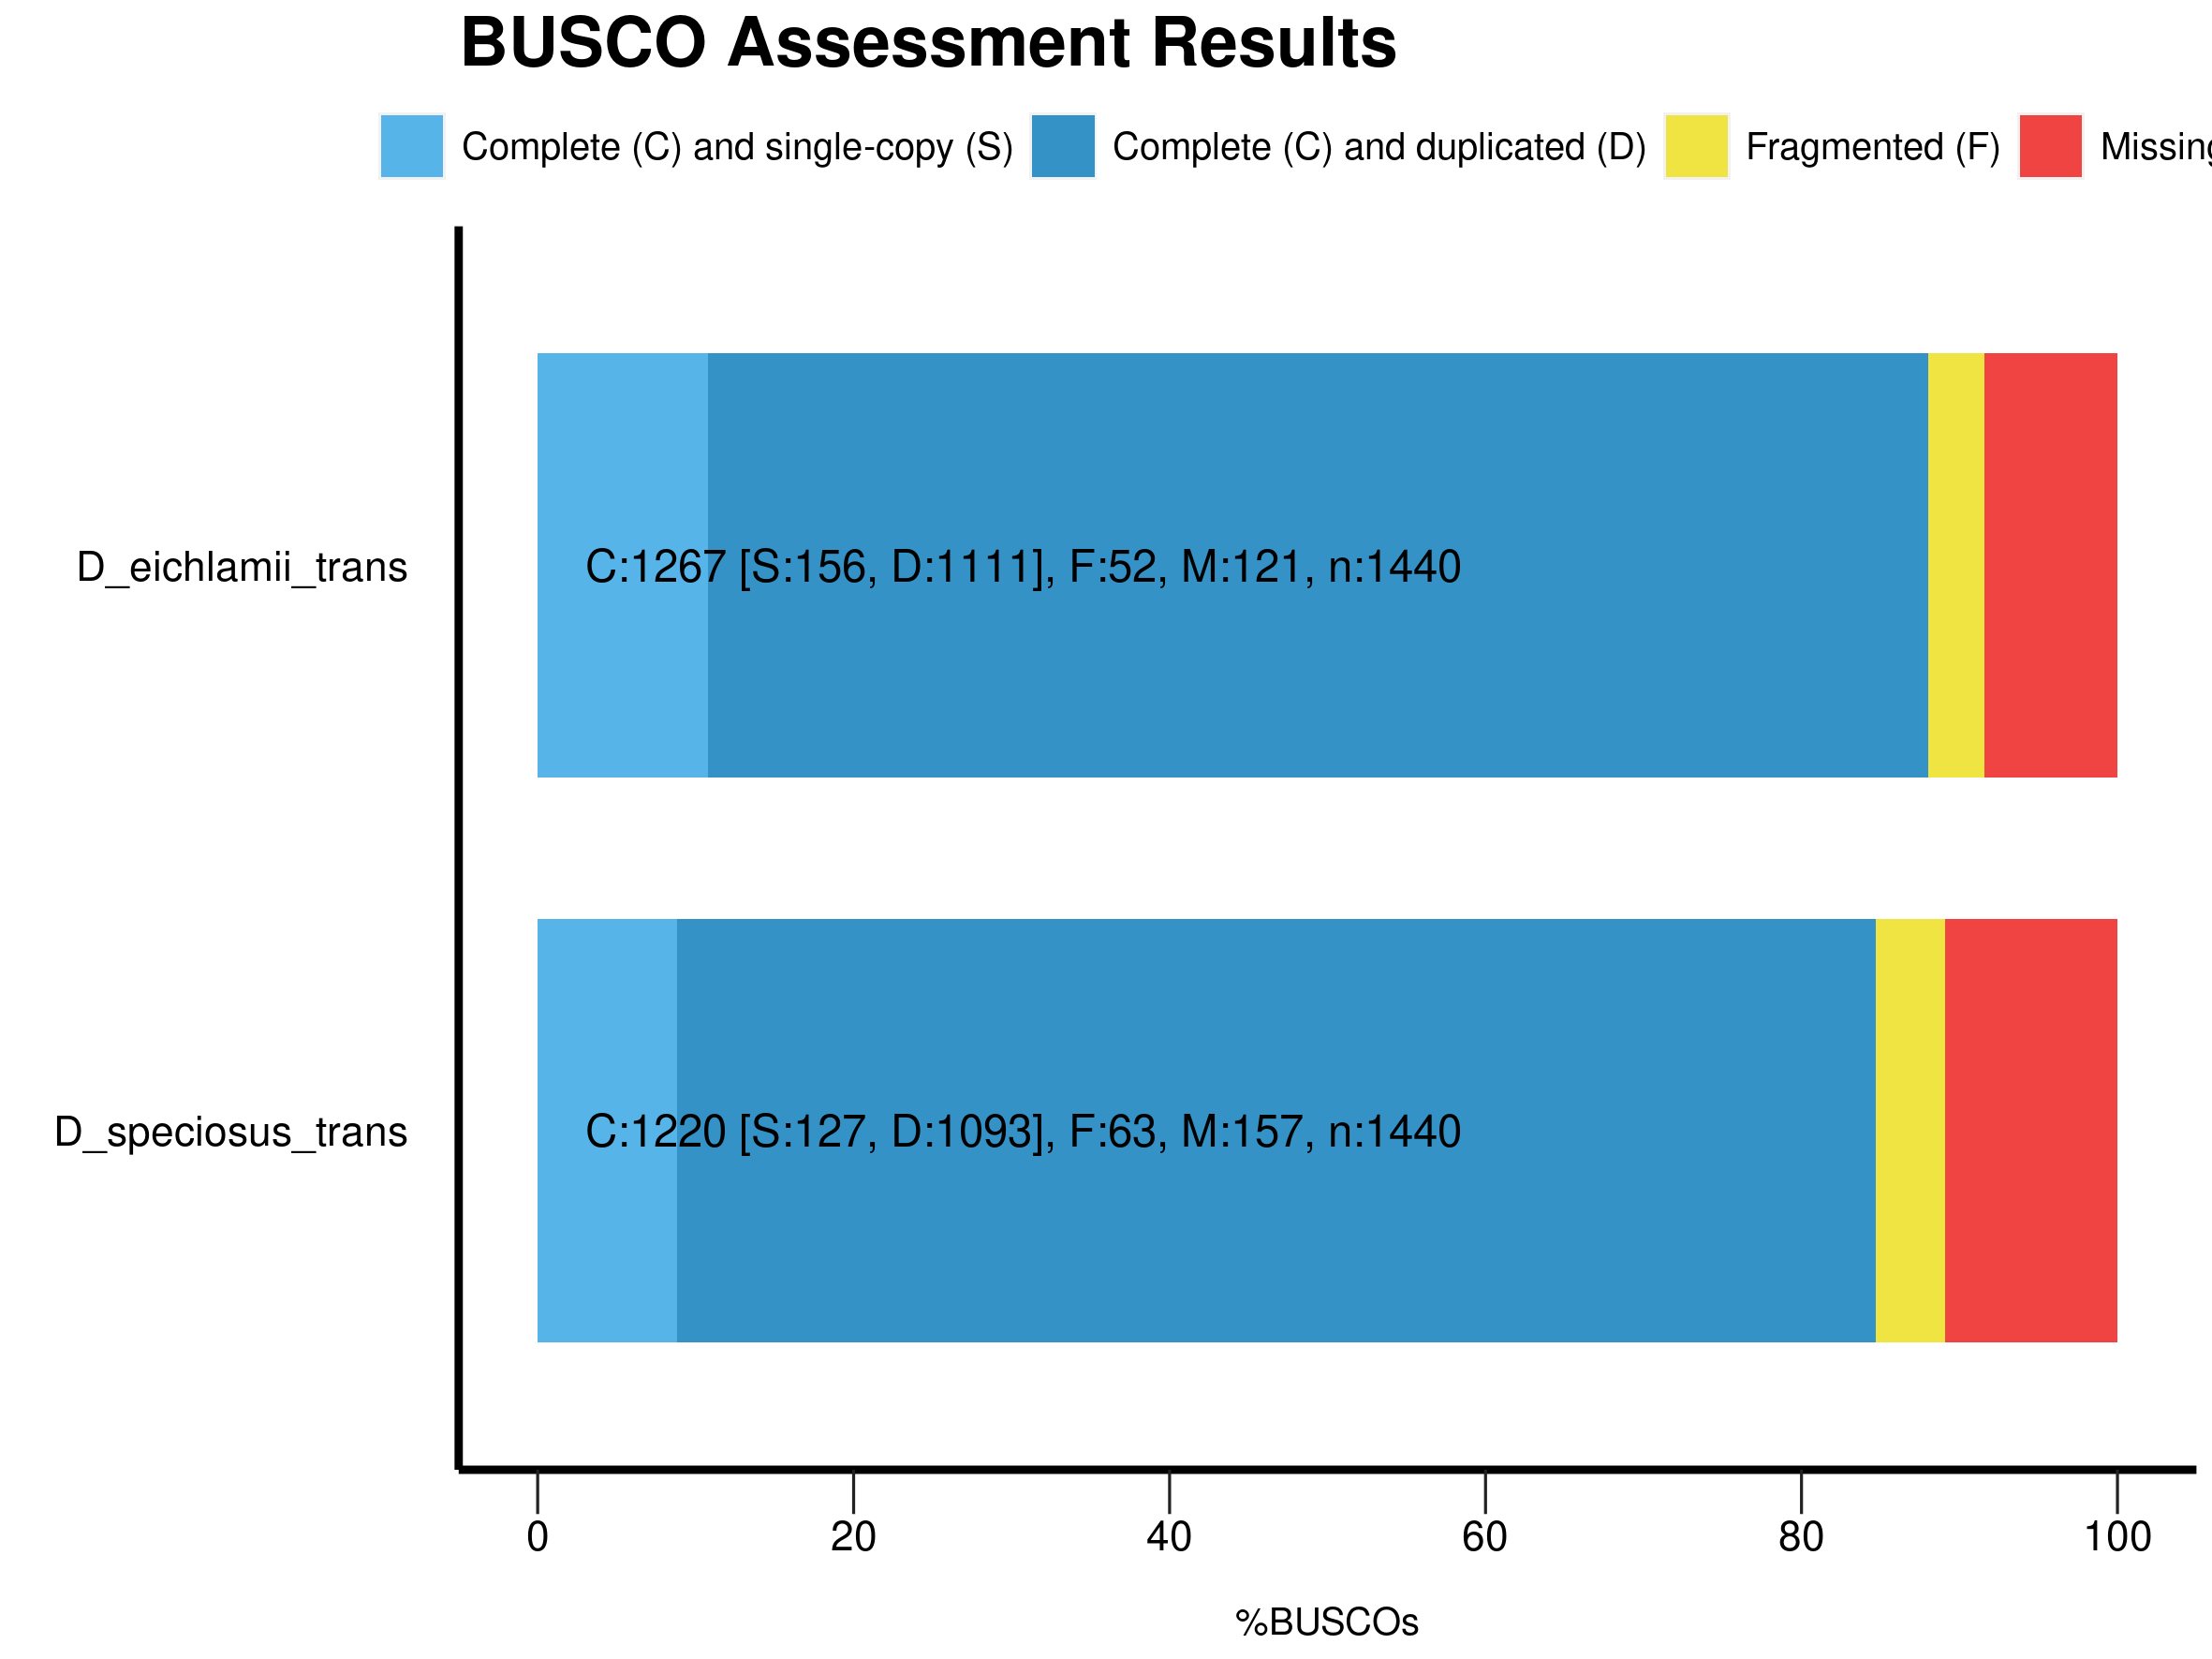 BUSCO Assessment Results
Complete (C) and single-copy (S) Complete (C) and duplicated (D) Fragmented (F) Missing
D_eichlamii_trans C:1267 [S:156, D:1111], F:52, M:121, n:1440
D_speciosus_trans C:1220 [S:127, D:1093], F:63, M:157, n:1440
0 20 40 60 80 100
%BUSCOs